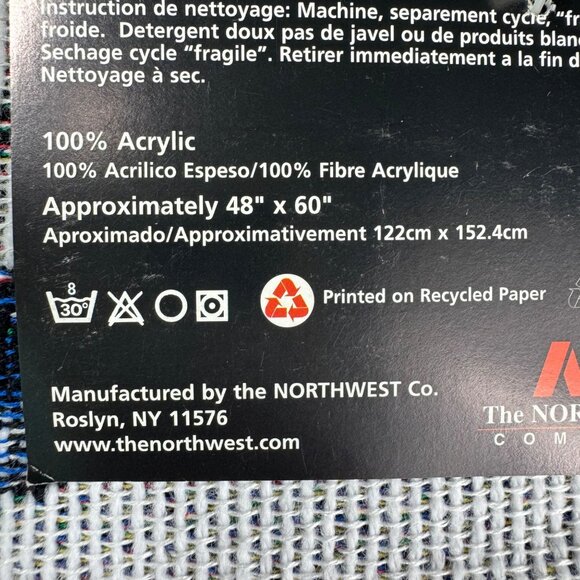 Instruction de nettoyage: Machine, separement cycle, "fr
froide. Detergent doux pas de javel ou de produits blanc
Sechage cycle "fragile". Retirer immediatement a la fin d
Nettoyage à sec.
100% Acrylic
100% Acrilico Espeso/100% Fibre Acrylique
Approximately 48" x 60"
Aproximado/Approximativement 122cm x 152.4cm
8
30°
Printed on Recycled Paper
Manufactured by the NORTHWEST Co.
Roslyn, NY 11576
www.thenorthwest.com
The NOR
COM